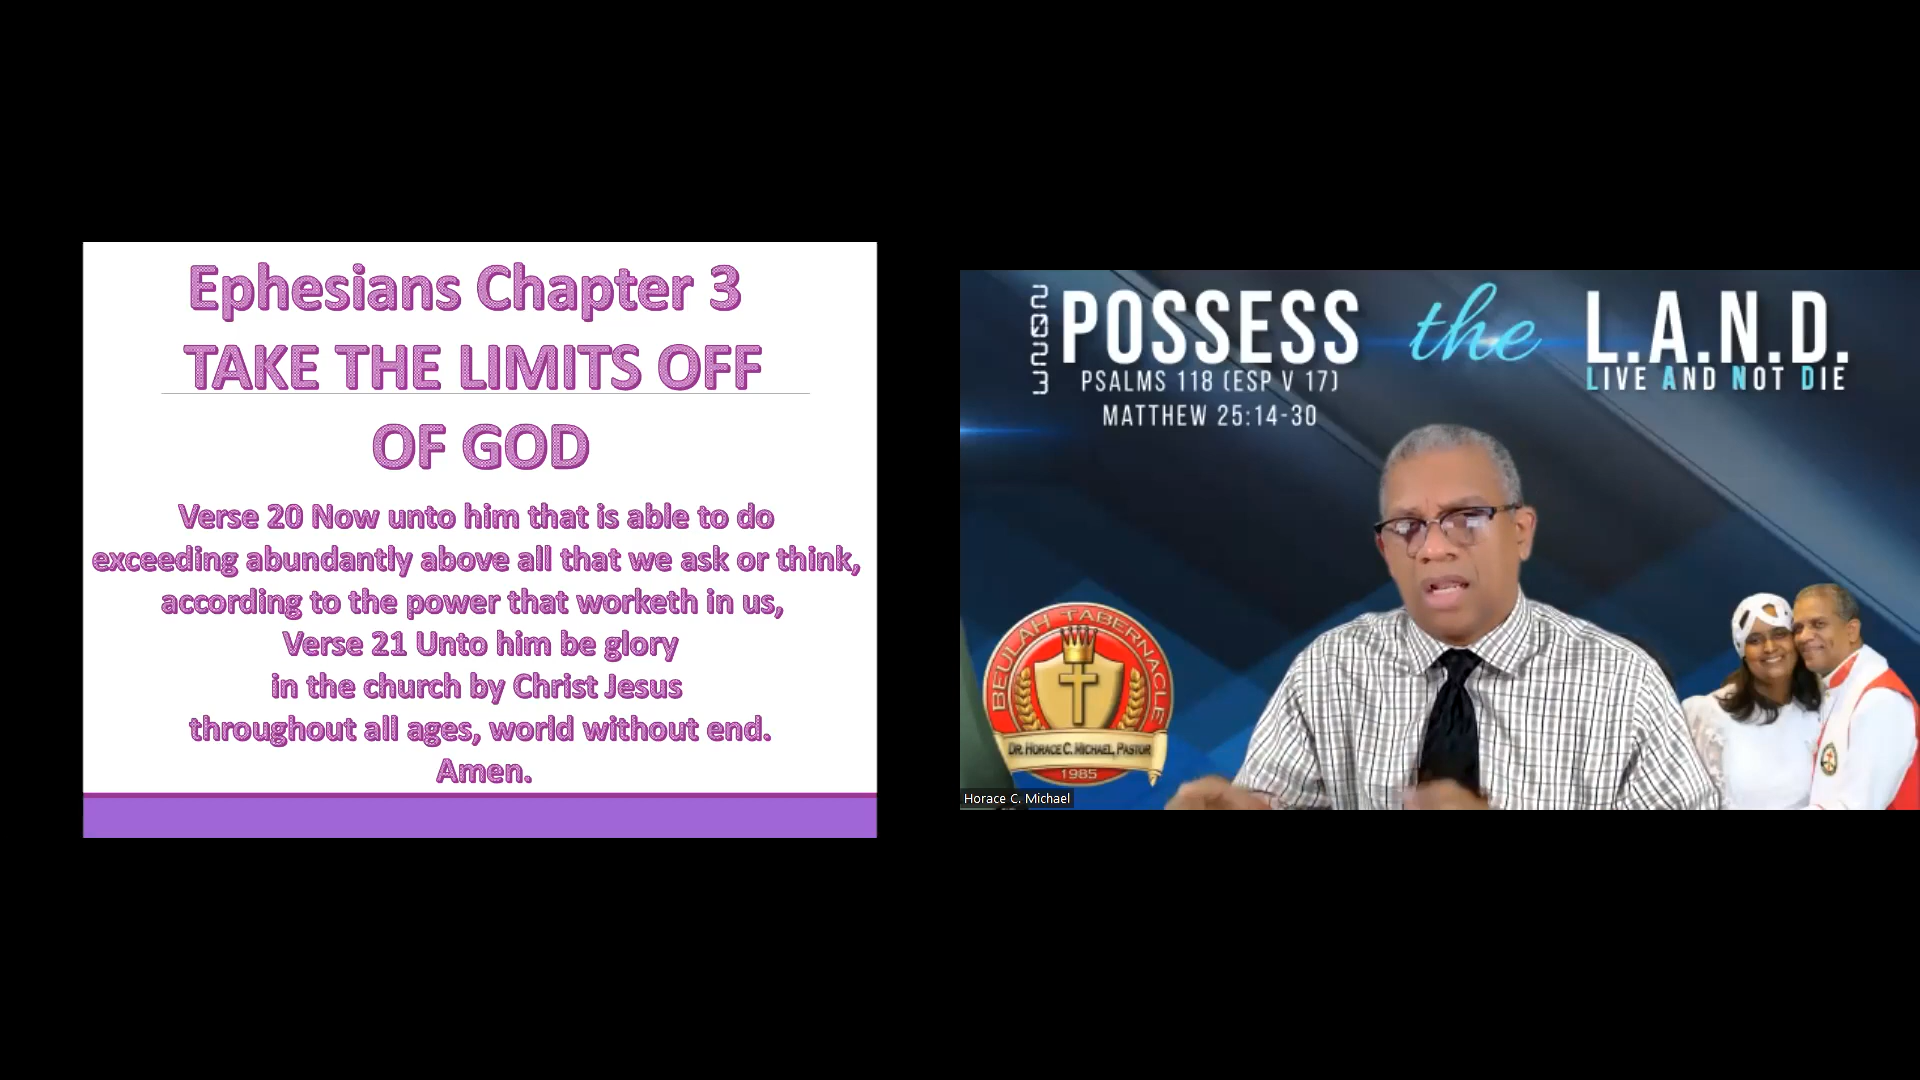 Ephesians Chapter 3
TAKE THE LIMITS OFF
OF GOD
Verse 20 Now unto him that is able to do
exceeding abundantly above all that we ask or think,
according to the power that worketh in us,
Verse 21 Unto him be glory
in the church by Christ Jesus
throughout all ages, world without end.
Amen.
POSSESS the L.A.N.D.
LIVE AND NOT DIE
PSALMS 118 (ESP V 17)
MATTHEW 25:14-30
BEULAH TABERNACLE
DR. HORACE C. MICHAEL, PASTOR
1985
Horace C. Michael